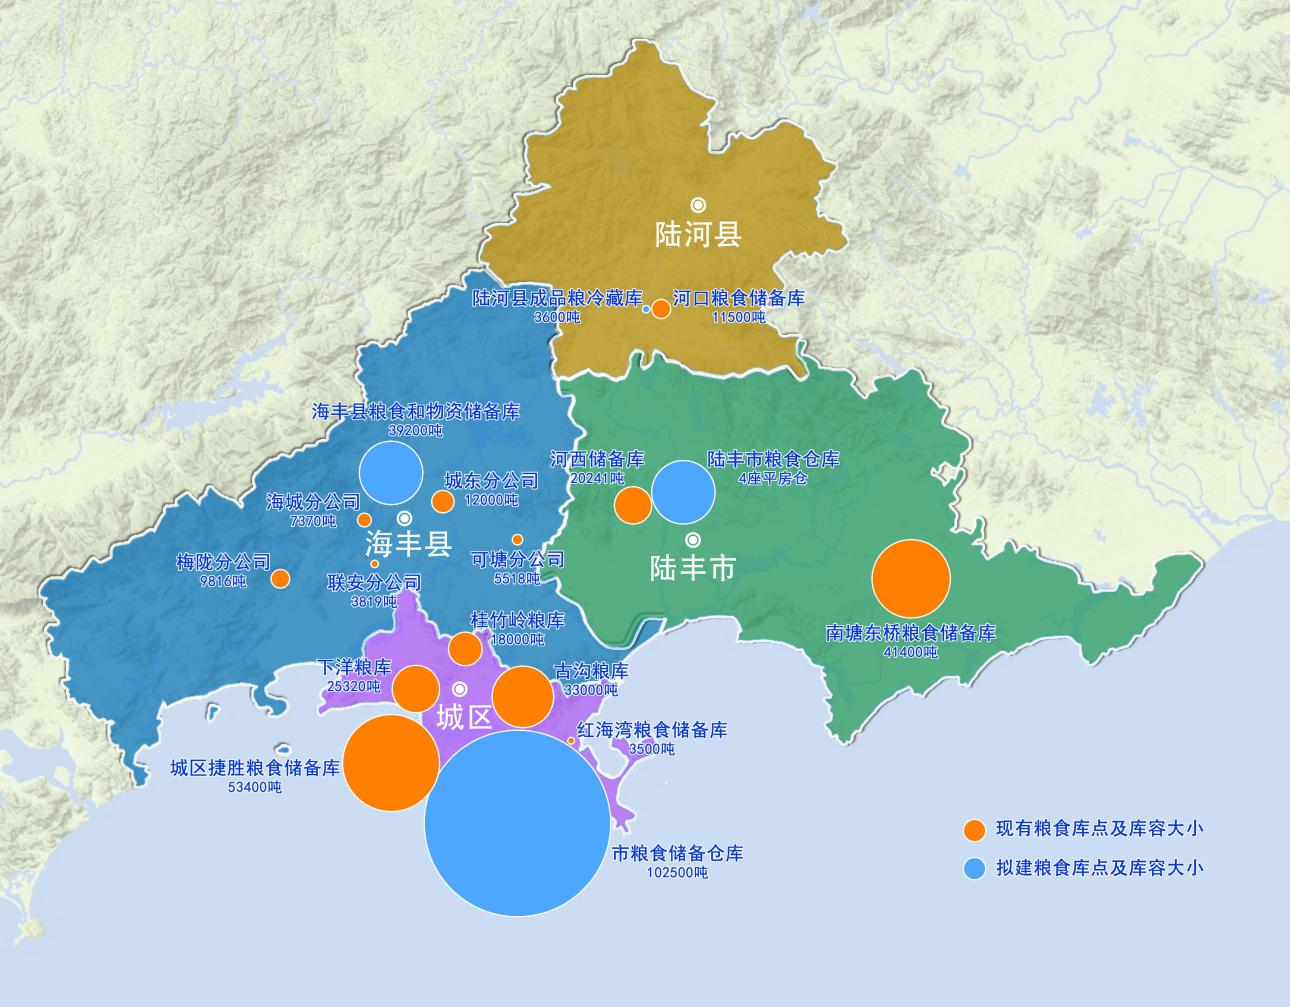 陆河县
陆河县成品粮冷藏库
3600吨
河口粮食储备库
11500吨
海丰县粮食和物资储备库
39200吨
城东分公司
12000吨
海城分公司
7370吨
海丰县
梅陇分公司
9816吨
联安分公司
3819吨
可塘分公司
5518吨
河西储备库
20241吨
陆丰市粮食仓库
4座平房仓
陆丰市
南塘东桥粮食储备库
41400吨
桂竹岭粮库
18000吨
下洋粮库
25320吨
古沟粮库
33000吨
城区
红海湾粮食储备库
3500吨
城区捷胜粮食储备库
53400吨
市粮食储备仓库
102500吨
现有粮食库点及库容大小
拟建粮食库点及库容大小